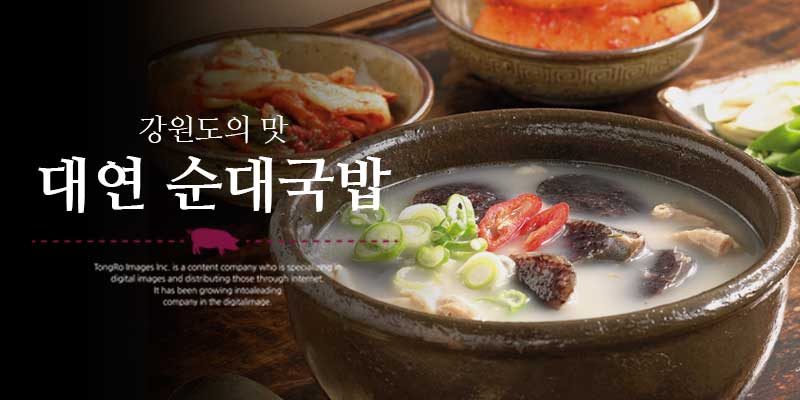 강원도의 맛
대연 순대국밥
TongRo Images Inc. is a content company who is specializing in
digital images and distributing those through internet.
It has been growing intoaleading
company in the digitalimage.